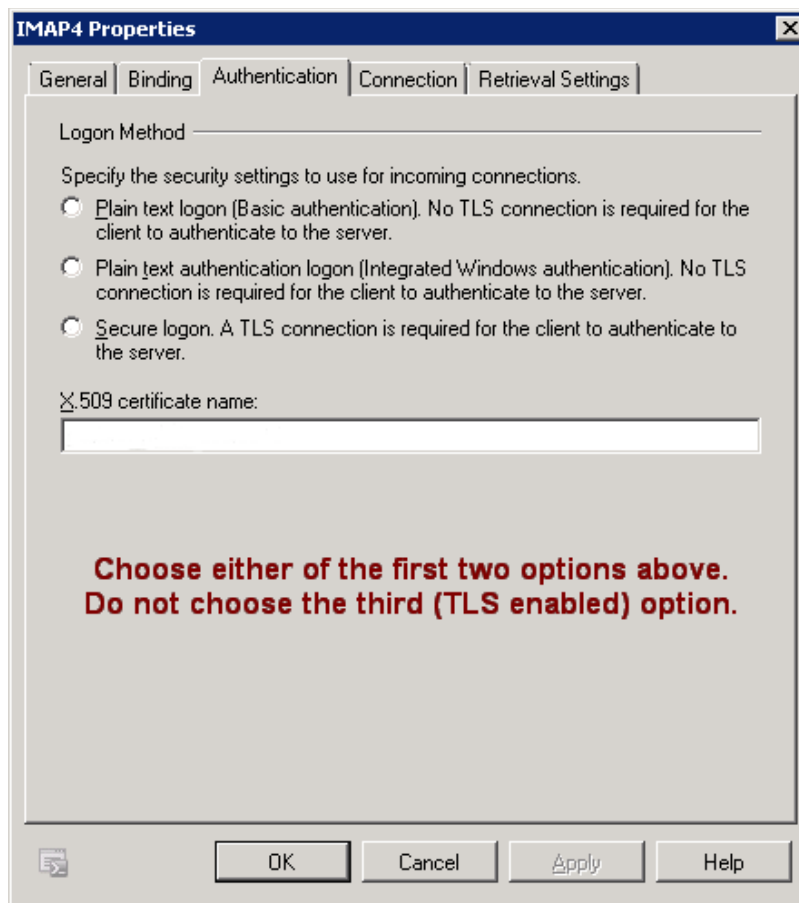 IMAP4 Properties
General Binding Authentication Connection Retrieval Settings
Logon Method
Specify the security settings to use for incoming connections.
Plain text logon (Basic authentication). No TLS connection is required for the
client to authenticate to the server.
Plain text authentication logon (Integrated Windows authentication). No TLS
connection is required for the client to authenticate to the server.
Secure logon. A TLS connection is required for the client to authenticate to
the server.
X.509 certificate name:
Choose either of the first two options above.
Do not choose the third (TLS enabled) option.
OK Cancel Apply Help